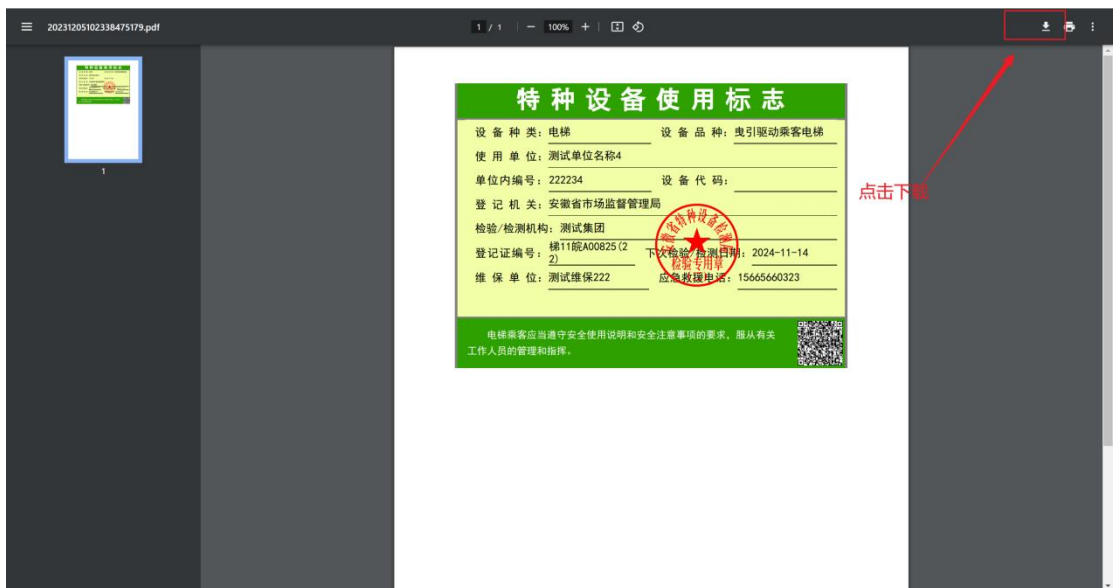 20231205102338475179.pdf
1 / 1
100%
1
特种设备使用标志
设备种类：电梯 设备品种：曳引驱动乘客电梯
使用单位：测试单位名称4
单位内编号：222234 设备代码：
登记机关：安徽省市场监督管理局
检验/检测机构：测试集团
登记证编号：梯11皖A00825(22) 下次检验/检测日期：2024-11-14
维保单位：测试维保222 应急救援电话：15665660323
检验专用章
电梯乘客应当遵守安全使用说明和安全注意事项的要求，服从有关
工作人员的管理和指挥。
点击下载